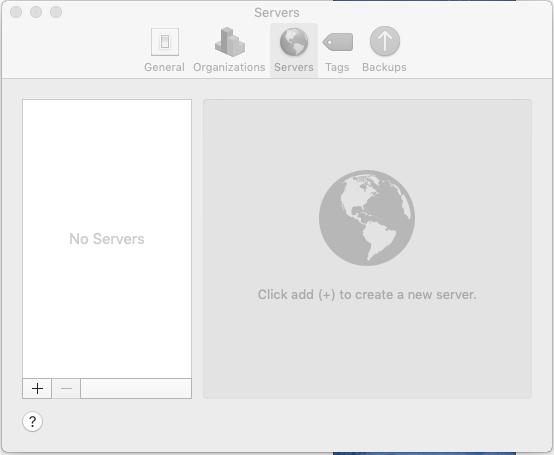 Servers
General
Organizations
Servers
Tags
Backups
No Servers
Click add (+) to create a new server.
+ −
?